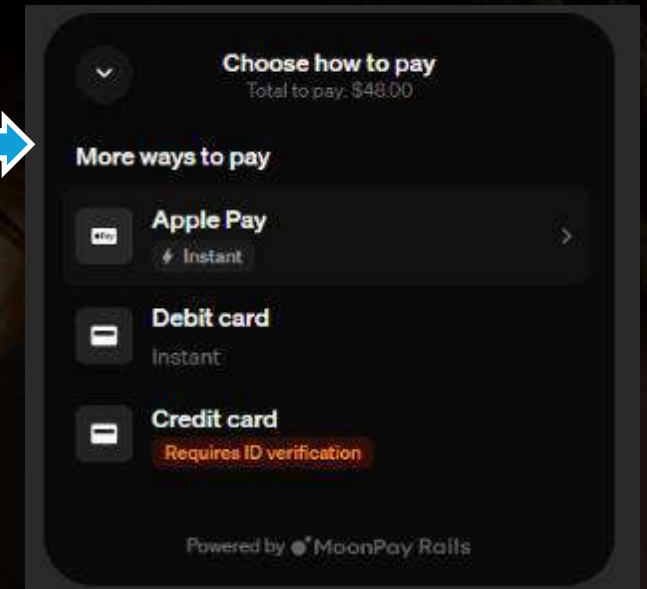 Choose how to pay
Total to pay: $48.00
More ways to pay
Pay
Apple Pay
Instant
Debit card
Instant
Credit card
Requires ID verification
Powered by MoonPay Rails